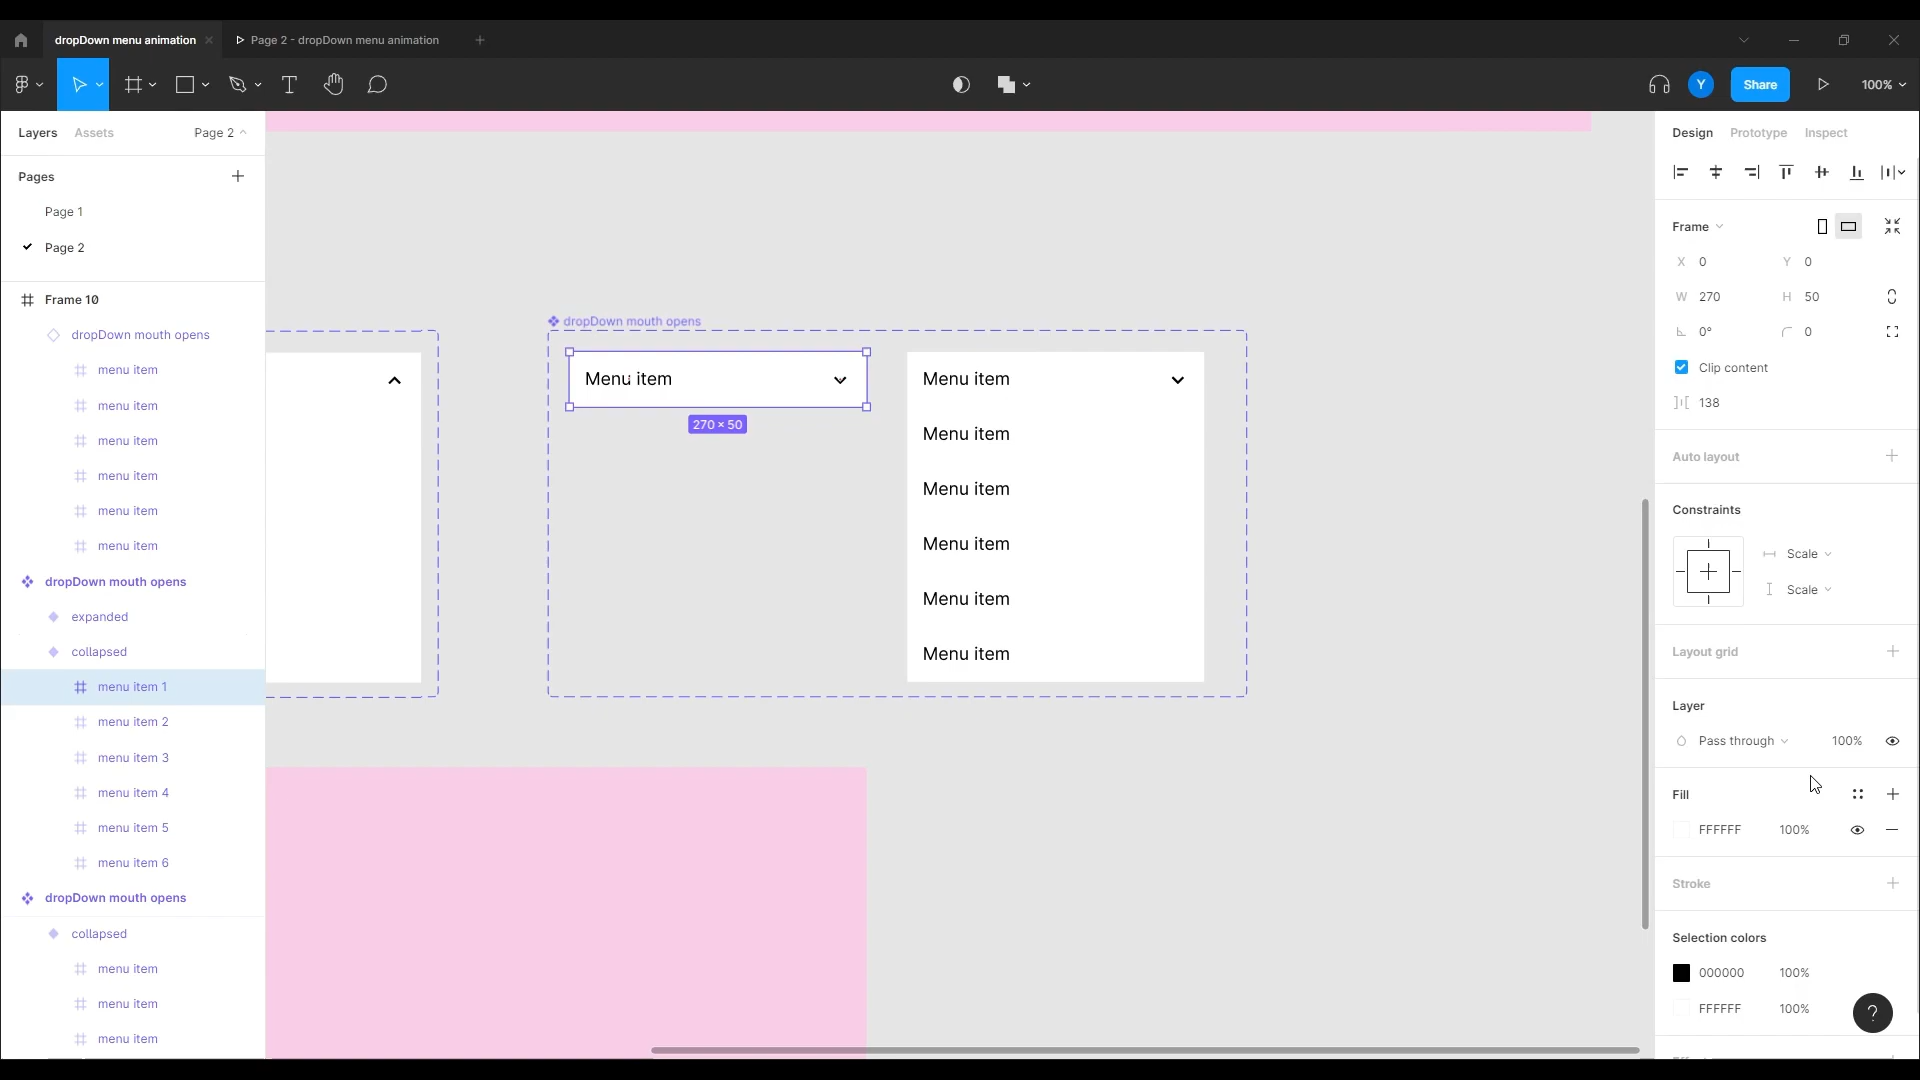 dropDown menu animation
Page 2 - dropDown menu animation
Y
Share
100%
Layers
Assets
Page 2
Pages
Page 1
Page 2
Frame 10
dropDown mouth opens
menu item
menu item
menu item
menu item
menu item
menu item
dropDown mouth opens
expanded
collapsed
menu item 1
menu item 2
menu item 3
menu item 4
menu item 5
menu item 6
dropDown mouth opens
collapsed
menu item
menu item
menu item
dropDown mouth opens
Menu item
270 × 50
Menu item
Menu item
Menu item
Menu item
Menu item
Menu item
Design
Prototype
Inspect
Frame
X 0
Y 0
W 270
H 50
0°
0
Clip content
138
Auto layout
Constraints
Scale
Scale
Layout grid
Layer
Pass through
100%
Fill
FFFFFF
100%
Stroke
Selection colors
000000
100%
FFFFFF
100%
?